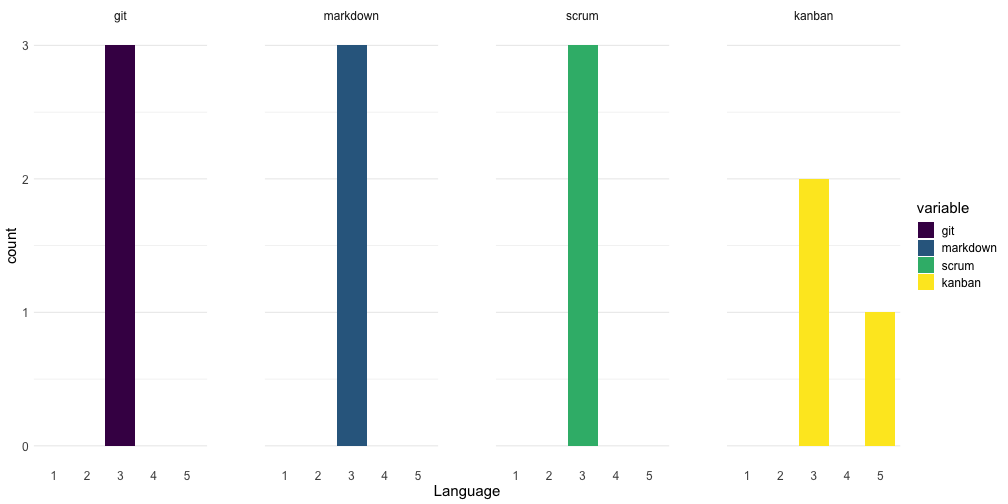 git markdown scrum kanban
3
2
1
0
count
1 2 3 4 5 1 2 3 4 5 1 2 3 4 5 1 2 3 4 5
Language
variable
git
markdown
scrum
kanban